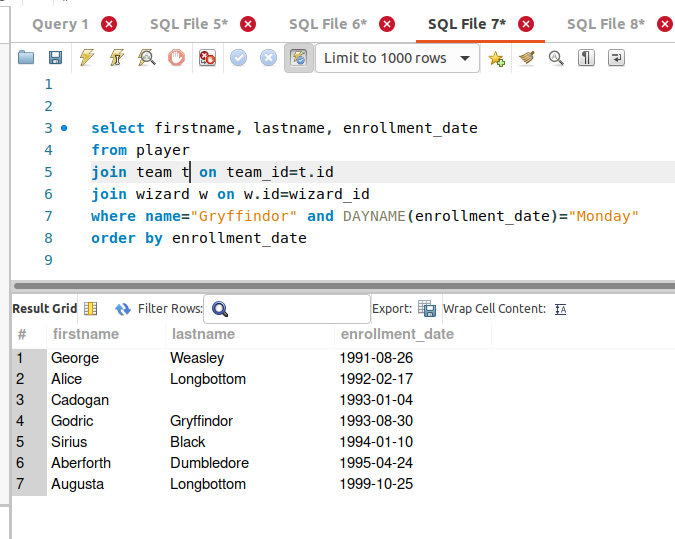 Query 1 SQL File 5* SQL File 6* SQL File 7* SQL File 8*
Limit to 1000 rows
1
2
3 select firstname, lastname, enrollment_date
4 from player
5 join team t on team_id=t.id
6 join wizard w on w.id=wizard_id
7 where name="Gryffindor" and DAYNAME(enrollment_date)="Monday"
8 order by enrollment_date
9
Result Grid Filter Rows: Export: Wrap Cell Content: IA
# firstname lastname enrollment_date
1 George Weasley 1991-08-26
2 Alice Longbottom 1992-02-17
3 Cadogan 1993-01-04
4 Godric Gryffindor 1993-08-30
5 Sirius Black 1994-01-10
6 Aberforth Dumbledore 1995-04-24
7 Augusta Longbottom 1999-10-25